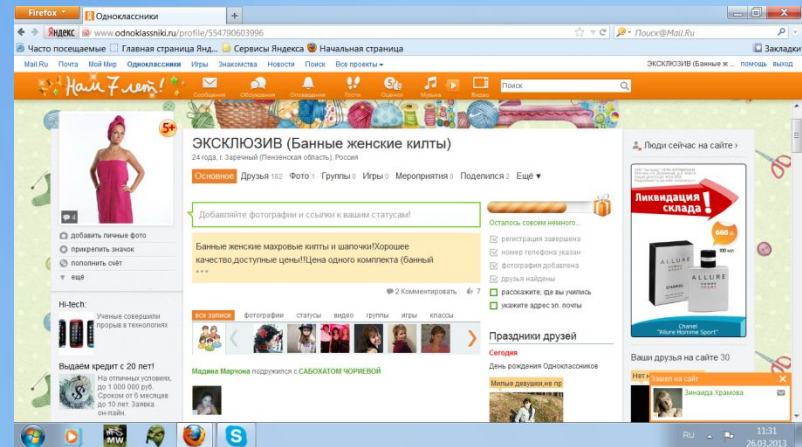 Firefox
Одноклассники
Яндекс www.odnoklassniki.ru/profile/554790603996
Поиск@Mail.Ru
Часто посещаемые Главная страница Янд... Сервисы Яндекса Начальная страница
Закладки
Mail.Ru Почта Мой Мир Одноклассники Игры Знакомства Новости Поиск Все проекты
ЭКСКЛЮЗИВ (Банные ж... помощь выход
Нам 7 лет!
Сообщения Обсуждения Оповещения Гости Оценки Музыка Видео
Поиск
5+
4
добавить личные фото
прикрепить значок
пополнить счёт
ещё
Hi-tech:
Ученые совершили
прорыв в технологиях
Выдаём кредит с 20 лет!
На отличных условиях,
до 1 000 000 руб.
Сроком от 6 месяцев
до 10 лет. Заявка
он-лайн.
ЭКСКЛЮЗИВ (Банные женские килты)
24 года, г. Заречный (Пензенская область), Россия
Основное Друзья 182 Фото 1 Группы 0 Игры 0 Мероприятия 0 Поделился 2 Ещё
Добавляйте фотографии и ссылки к вашим статусам!
Банные женские махровые килты и шапочки!Хорошее
качество,доступные цены!!Цена одного комплекта (банный
2 Комментировать 7
все записи фотографии статусы видео группы игры классы
Мадина Марчона подружился с САБОХАТОМ ЧОРИЕВОЙ
Осталось совсем немного...
регистрация завершена
номер телефона указан
фотография добавлена
друзья найдены
расскажите, где вы учились
укажите адрес эл. почты
Праздники друзей
Сегодня
День рождения Одноклассников
Милые девушки,не пр
Люди сейчас на сайте
Ликвидация
склада
660 р.
ALLURE
ALLURE
Chanel
"Allure Homme Sport"
Ваши друзья на сайте 30
Зашел на сайт
Зинаида Храмова
MW
RU
11:31
26.03.2013